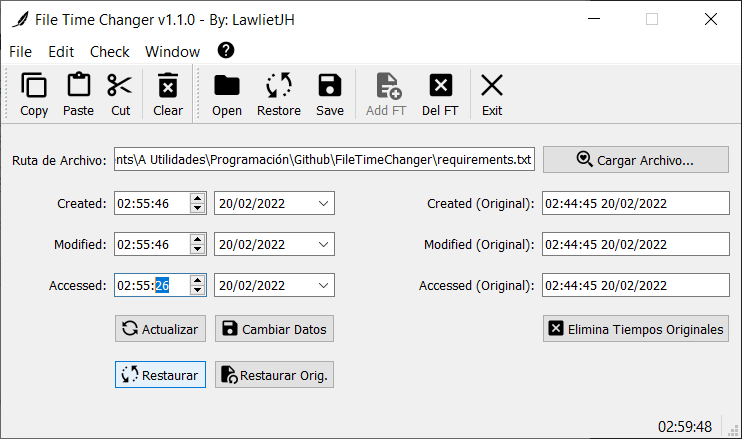 File Time Changer v1.1.0 - By: LawlietJH
File Edit Check Window ?
Copy Paste Cut Clear Open Restore Save Add FT Del FT Exit
Ruta de Archivo: ents\A Utilidades\Programación\Github\FileTimeChanger\requirements.txt Cargar Archivo...
Created: 02:55:46 20/02/2022 Created (Original): 02:44:45 20/02/2022
Modified: 02:55:46 20/02/2022 Modified (Original): 02:44:45 20/02/2022
Accessed: 02:55:26 20/02/2022 Accessed (Original): 02:44:45 20/02/2022
Actualizar Cambiar Datos Elimina Tiempos Originales
Restaurar Restaurar Orig.
02:59:48